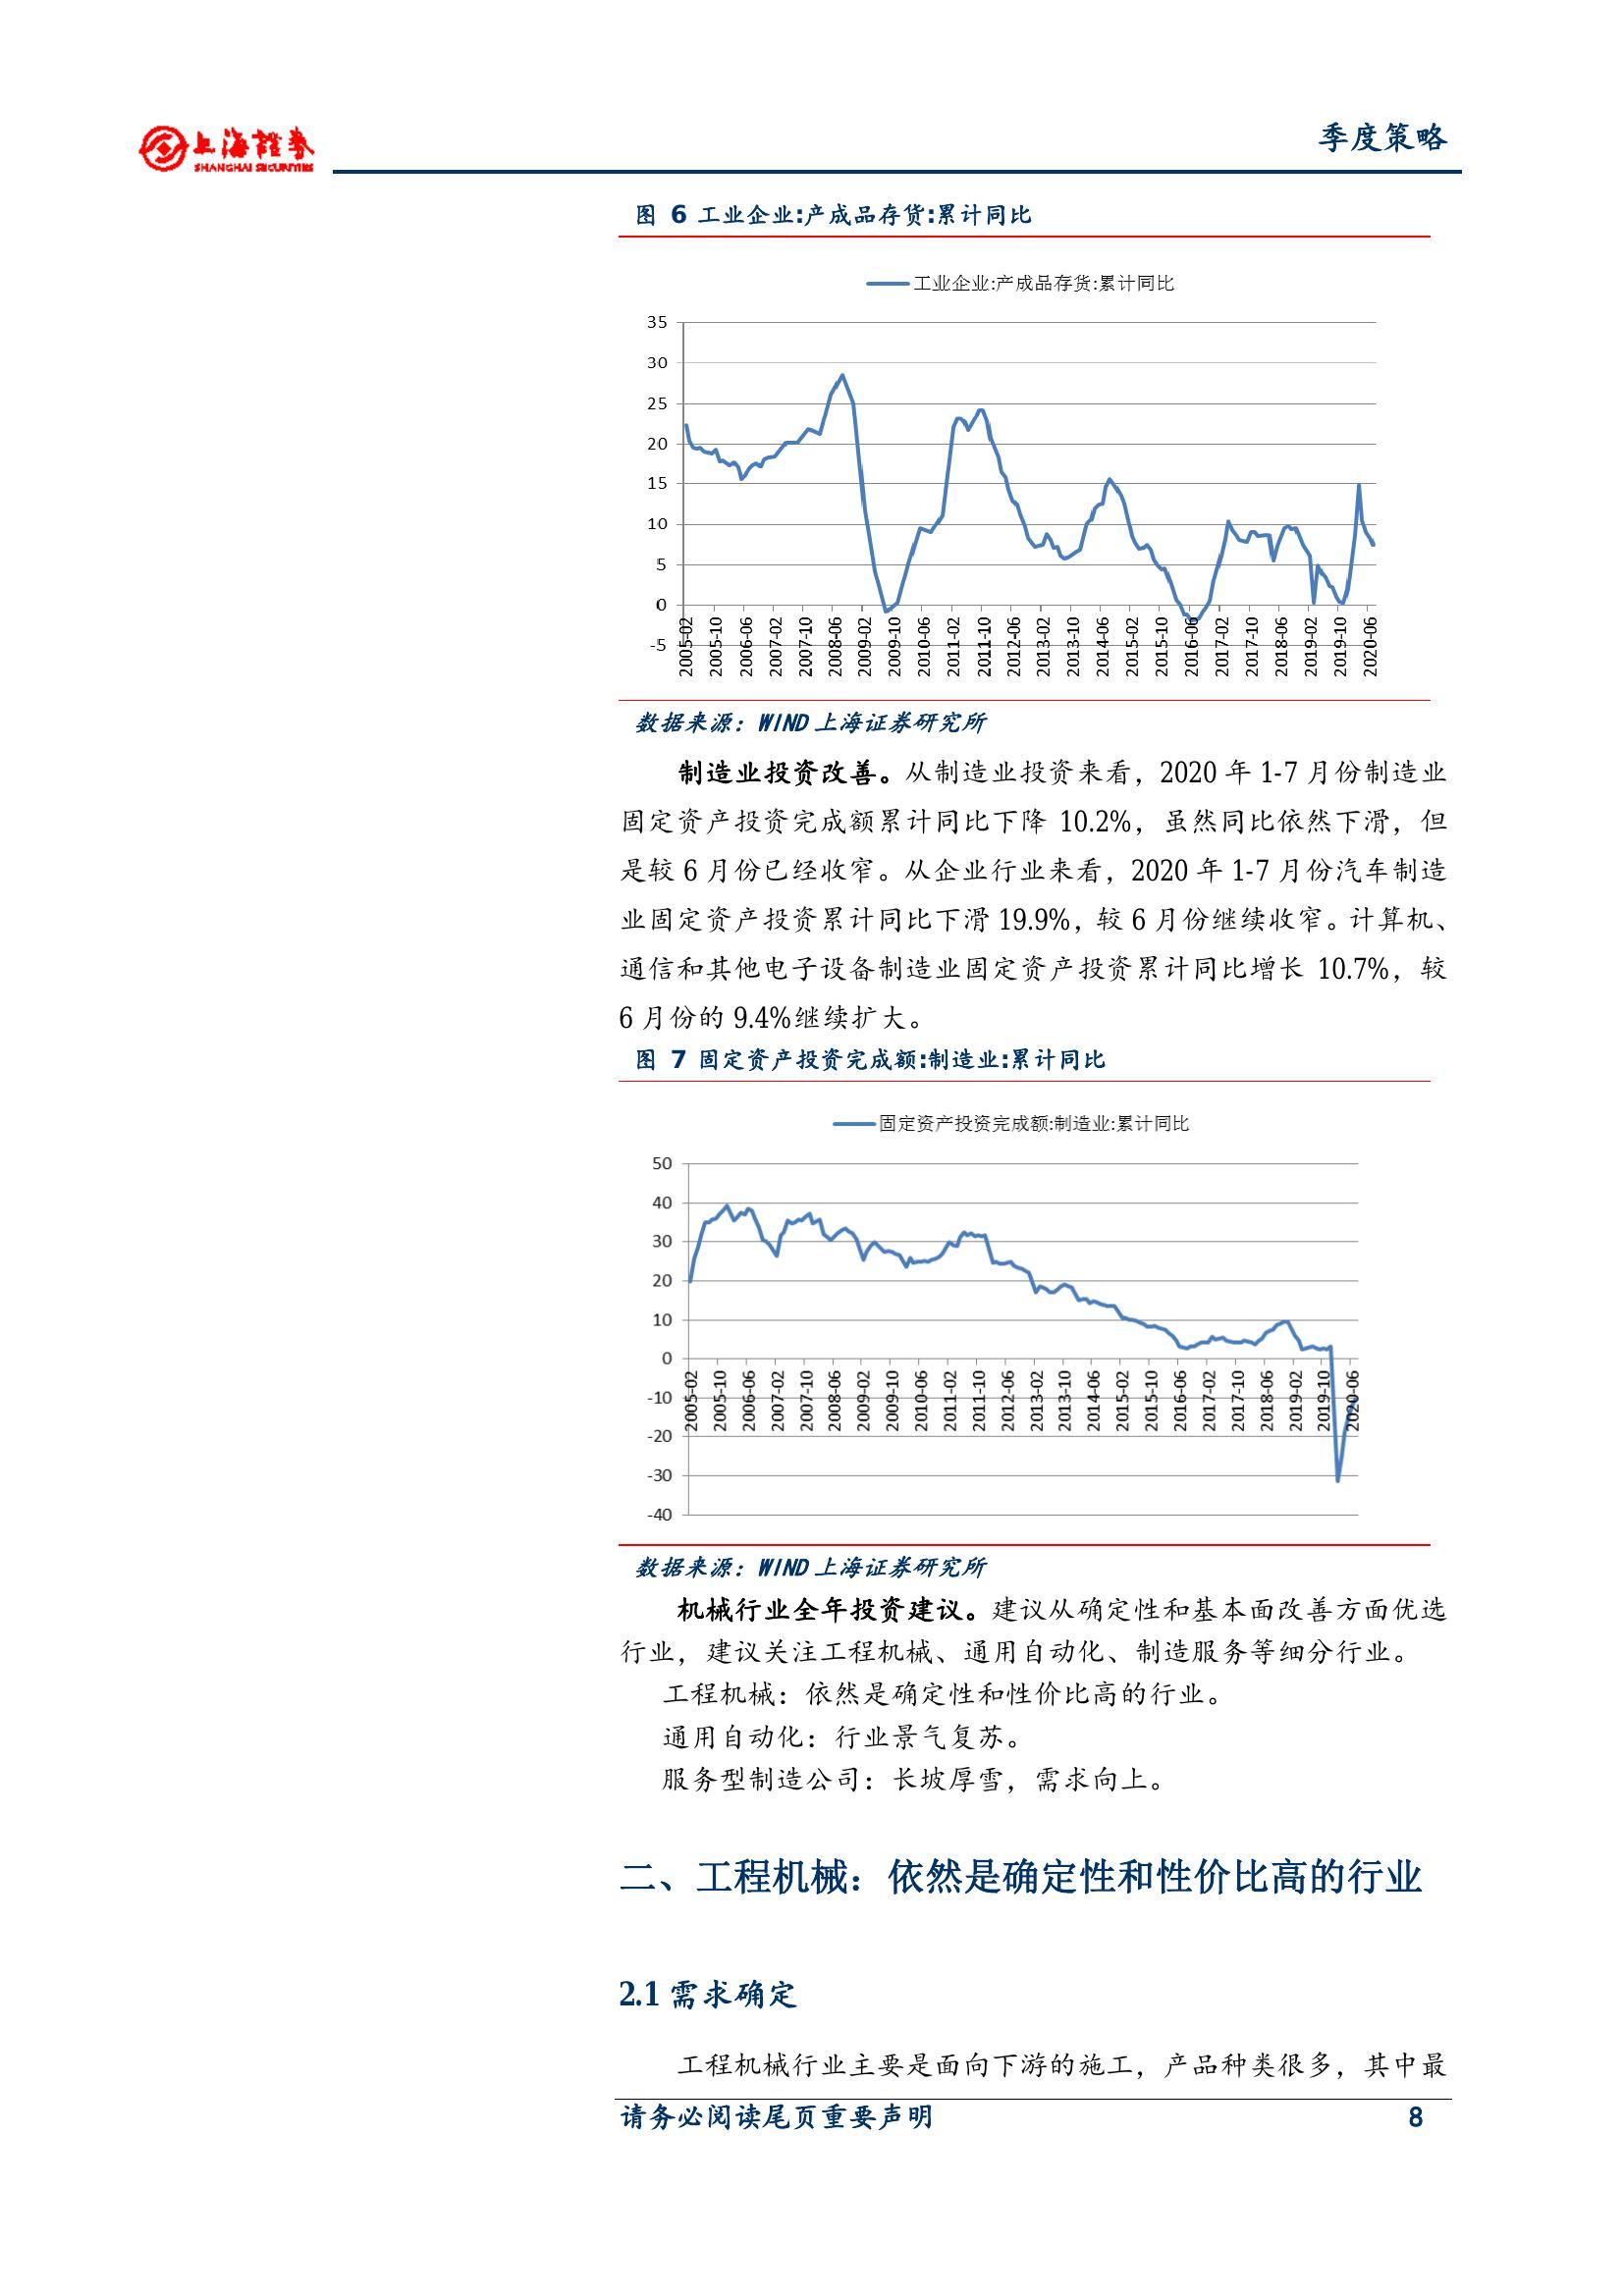 上海證券
SHANGHAI SECURITIES
季度策略
图 6 工业企业:产成品存货:累计同比
工业企业:产成品存货:累计同比
35
30
25
20
15
10
5
0
-5
2005-02 2005-10 2006-06 2007-02 2007-10 2008-06 2009-02 2009-10 2010-06 2011-02 2011-10 2012-06 2013-02 2013-10 2014-06 2015-02 2015-10 2016-06 2017-02 2017-10 2018-06 2019-02 2019-10 2020-06
数据来源：WIND 上海证券研究所
制造业投资改善。从制造业投资来看，2020 年 1-7 月份制造业
固定资产投资完成额累计同比下降 10.2%，虽然同比依然下滑，但
是较 6 月份已经收窄。从企业行业来看，2020 年 1-7 月份汽车制造
业固定资产投资累计同比下滑 19.9%，较 6 月份继续收窄。计算机、
通信和其他电子设备制造业固定资产投资累计同比增长 10.7%，较
6 月份的 9.4%继续扩大。
图 7 固定资产投资完成额:制造业:累计同比
固定资产投资完成额:制造业:累计同比
50
40
30
20
10
0
-10
-20
-30
-40
2005-02 2005-10 2006-06 2007-02 2007-10 2008-06 2009-02 2009-10 2010-06 2011-02 2011-10 2012-06 2013-02 2013-10 2014-06 2015-02 2015-10 2016-06 2017-02 2017-10 2018-06 2019-02 2019-10 2020-06
数据来源：WIND 上海证券研究所
机械行业全年投资建议。建议从确定性和基本面改善方面优选
行业，建议关注工程机械、通用自动化、制造服务等细分行业。
工程机械：依然是确定性和性价比高的行业。
通用自动化：行业景气复苏。
服务型制造公司：长坡厚雪，需求向上。
二、工程机械：依然是确定性和性价比高的行业
2.1 需求确定
工程机械行业主要是面向下游的施工，产品种类很多，其中最
请务必阅读尾页重要声明 8